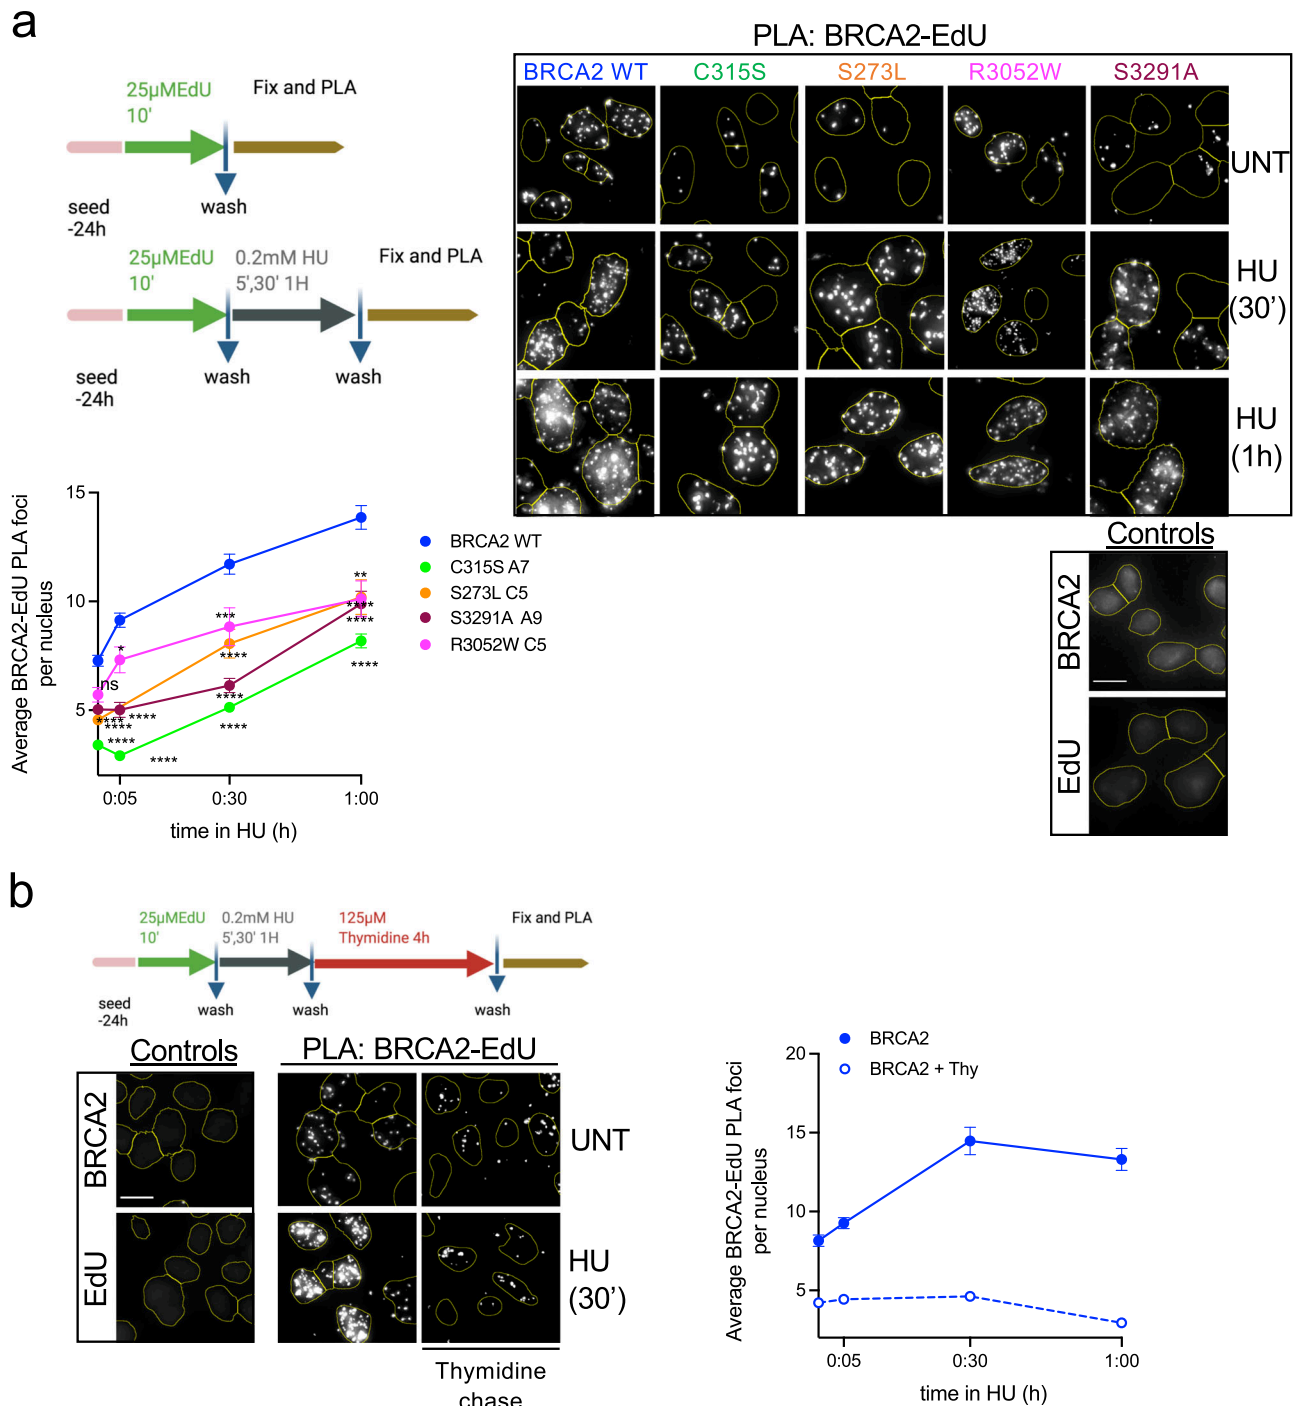 a
25μMEdU
10'
Fix and PLA
seed
-24h
wash
25μMEdU
10'
0.2mM HU
5',30' 1H
Fix and PLA
seed
-24h
wash
wash
PLA: BRCA2-EdU
BRCA2 WT
C315S
S273L
R3052W
S3291A
UNT
HU
(30')
HU
(1h)
Controls
BRCA2
EdU
Average BRCA2-EdU PLA foci
per nucleus
15
10
5
BRCA2 WT
C315S A7
S273L C5
S3291A A9
R3052W C5
**
****
****
****
***
****
****
****
*
ns
****
****
****
****
****
0:05
0:30
1:00
time in HU (h)
b
25μMEdU
10'
0.2mM HU
5',30' 1H
125μM
Thymidine 4h
Fix and PLA
seed
-24h
wash
wash
wash
Controls
BRCA2
EdU
PLA: BRCA2-EdU
UNT
HU
(30')
Thymidine
chase
Average BRCA2-EdU PLA foci
per nucleus
20
15
10
5
BRCA2
BRCA2 + Thy
0:05
0:30
1:00
time in HU (h)